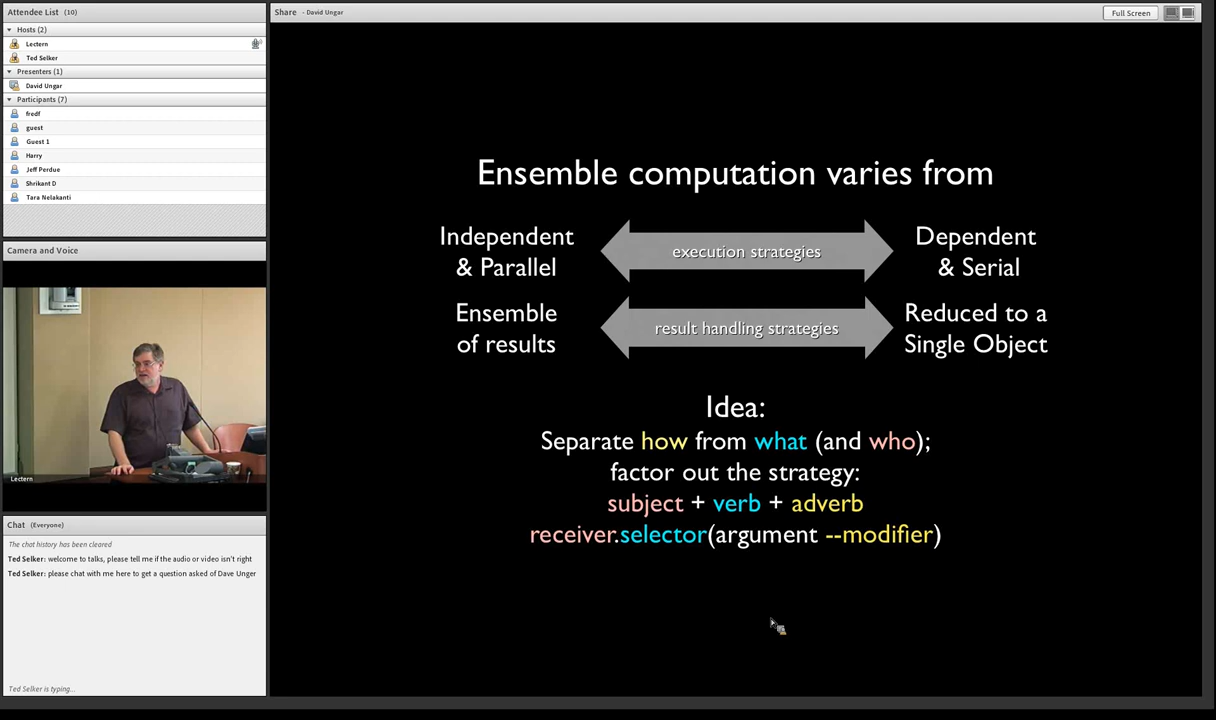 Attendee List (10)
Hosts (2)
Lectern
Ted Selker
Presenters (1)
David Ungar
Participants (7)
fredf
guest
Guest 1
Harry
Jeff Perdue
Shrikant D
Tara Nelakanti
Camera and Voice
Lectern
Chat (Everyone)
The chat history has been cleared
Ted Selker: welcome to talks, please tell me if the audio or video isn't right
Ted Selker: please chat with me here to get a question asked of Dave Unger
Ted Selker is typing...
Share - David Ungar
Full Screen
Ensemble computation varies from
Independent
& Parallel
execution strategies
Dependent
& Serial
Ensemble
of results
result handling strategies
Reduced to a
Single Object
Idea:
Separate how from what (and who);
factor out the strategy:
subject + verb + adverb
receiver.selector(argument --modifier)